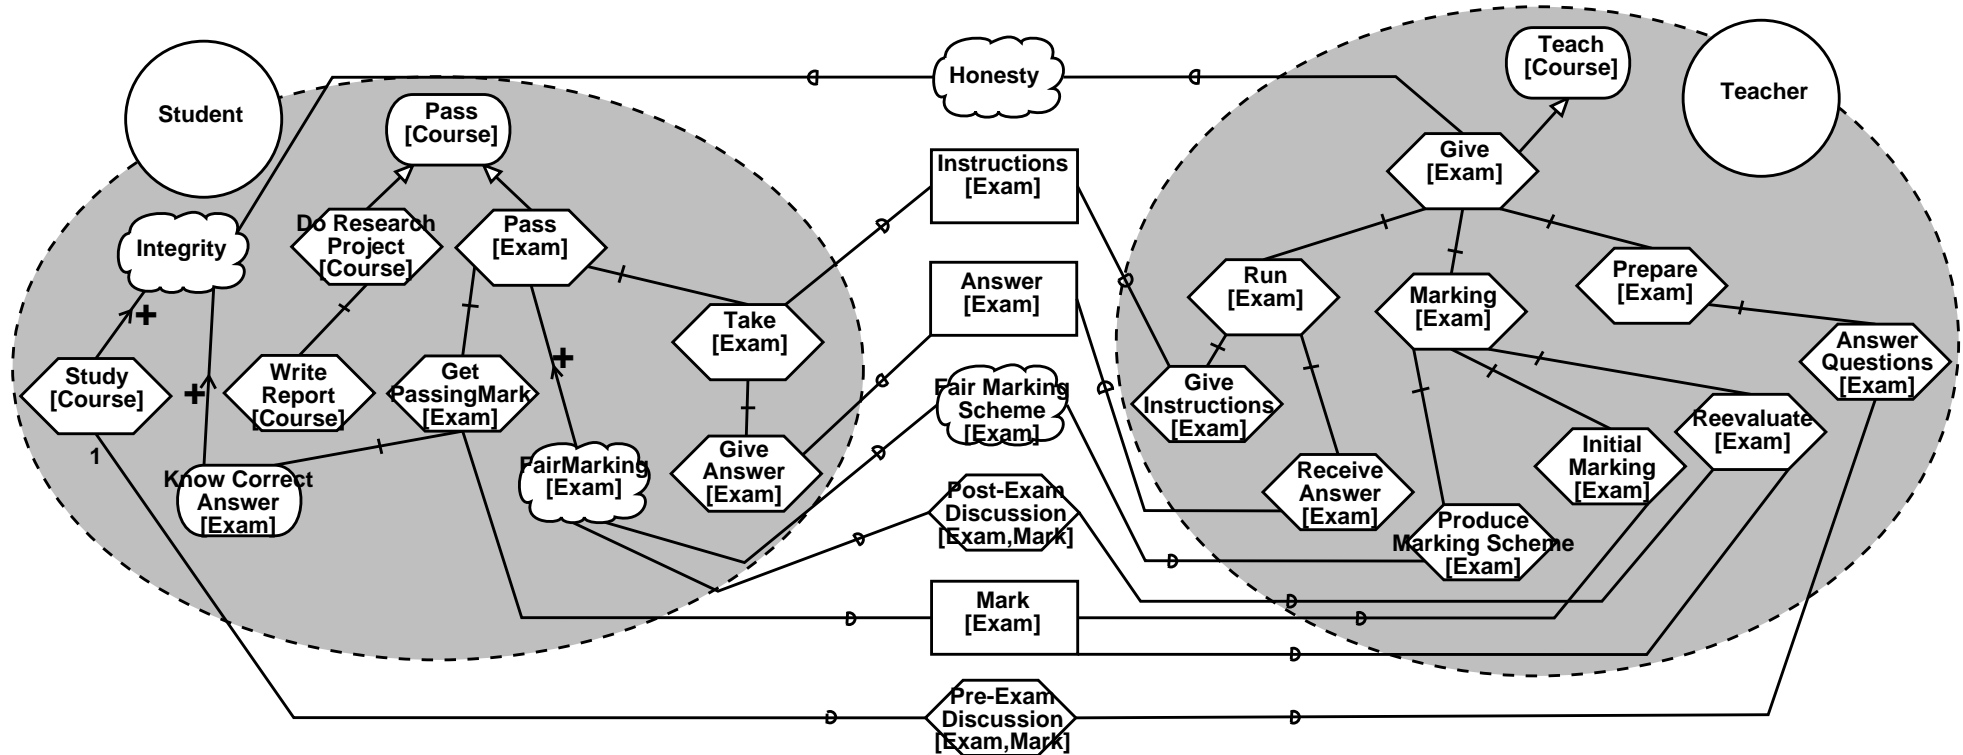 Student
Pass
[Course]
Integrity
Do Research
Project
[Course]
Pass
[Exam]
Take
[Exam]
Study
[Course]
1
Write
Report
[Course]
Get
PassingMark
[Exam]
Know Correct
Answer
[Exam]
FairMarking
[Exam]
Give
Answer
[Exam]
+
+
+
Honesty
Instructions
[Exam]
Answer
[Exam]
Fair Marking
Scheme
[Exam]
Post-Exam
Discussion
[Exam,Mark]
Mark
[Exam]
Pre-Exam
Discussion
[Exam,Mark]
Teach
[Course]
Teacher
Give
[Exam]
Run
[Exam]
Marking
[Exam]
Prepare
[Exam]
Answer
Questions
[Exam]
Give
Instructions
[Exam]
Receive
Answer
[Exam]
Produce
Marking Scheme
[Exam]
Initial
Marking
[Exam]
Reevaluate
[Exam]